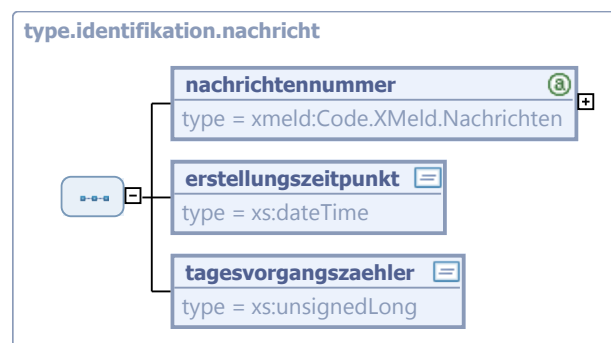 type.identifikation.nachricht
nachrichtennummer
a
type = xmeld:Code.XMeld.Nachrichten
erstellungszeitpunkt
type = xs:dateTime
tagesvorgangszaehler
type = xs:unsignedLong